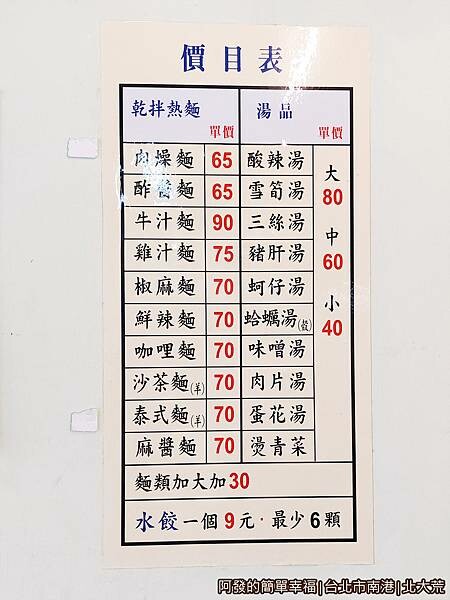 價目表
乾拌熱麵 單價 湯品 單價
肉燥麵 65 酸辣湯 大 80
酢醬麵 65 雪筍湯
牛汁麵 90 三絲湯 中 60
雞汁麵 75 豬肝湯
椒麻麵 70 蚵仔湯 小 40
鮮辣麵 70 蛤蠣湯(殼)
咖哩麵 70 味噌湯
沙茶麵(羊) 70 肉片湯
泰式麵(羊) 70 蛋花湯
麻醬麵 70 燙青菜
麵類加大加30
水餃一個9元·最少6顆
阿發的簡單幸福|台北市南港|北大荒